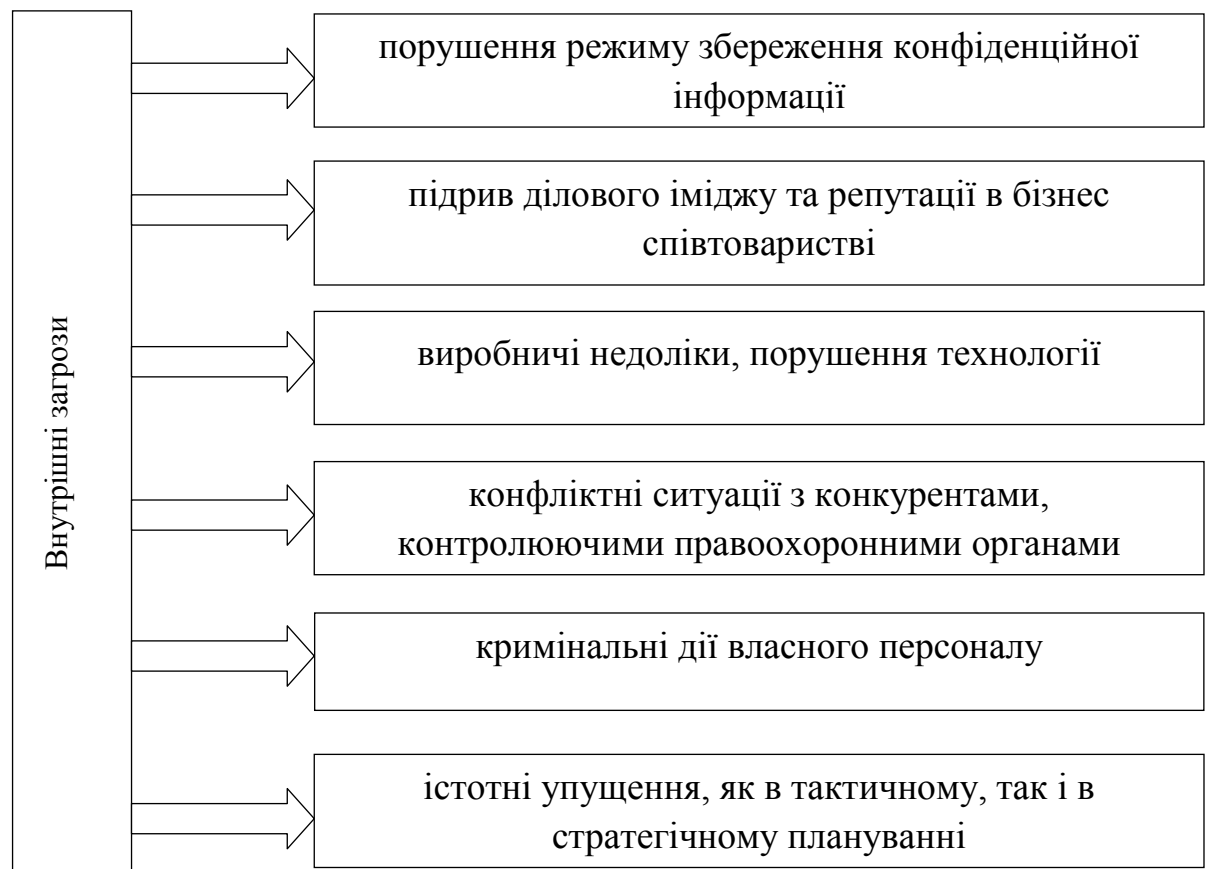 Внутрішні загрози
порушення режиму збереження конфіденційної
інформації
підрив ділового іміджу та репутації в бізнес
співтоваристві
виробничі недоліки, порушення технології
конфліктні ситуації з конкурентами,
контролюючими правоохоронними органами
кримінальні дії власного персоналу
істотні упущення, як в тактичному, так і в
стратегічному плануванні